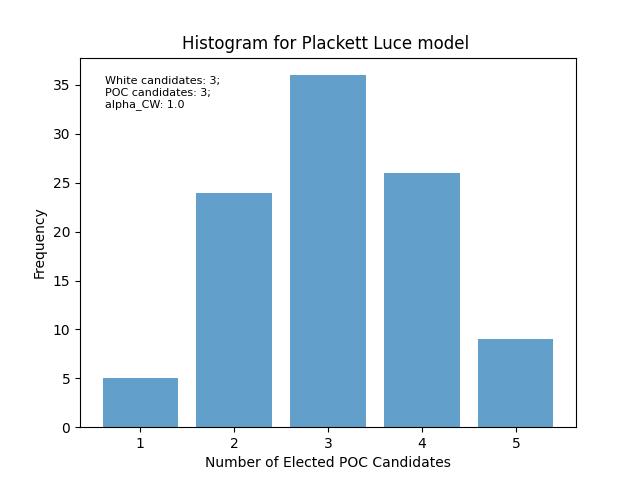 Histogram for Plackett Luce model
White candidates: 3;
POC candidates: 3;
alpha_CW: 1.0
Frequency
35
30
25
20
15
10
5
0
1 2 3 4 5
Number of Elected POC Candidates